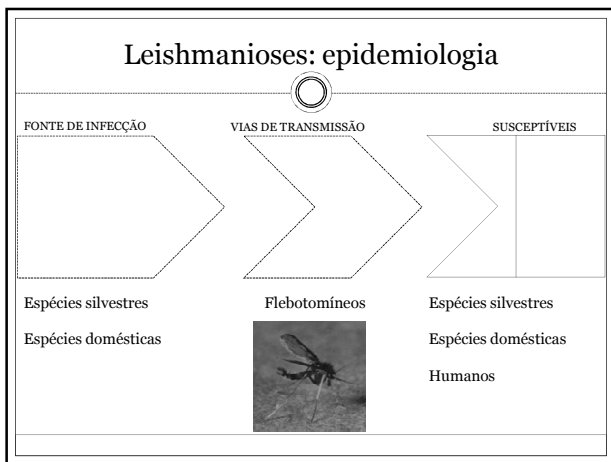 Leishmanioses: epidemiologia
FONTE DE INFECÇÃO
VIAS DE TRANSMISSÃO
SUSCEPTÍVEIS
Espécies silvestres
Espécies domésticas
Flebotomíneos
Espécies silvestres
Espécies domésticas
Humanos